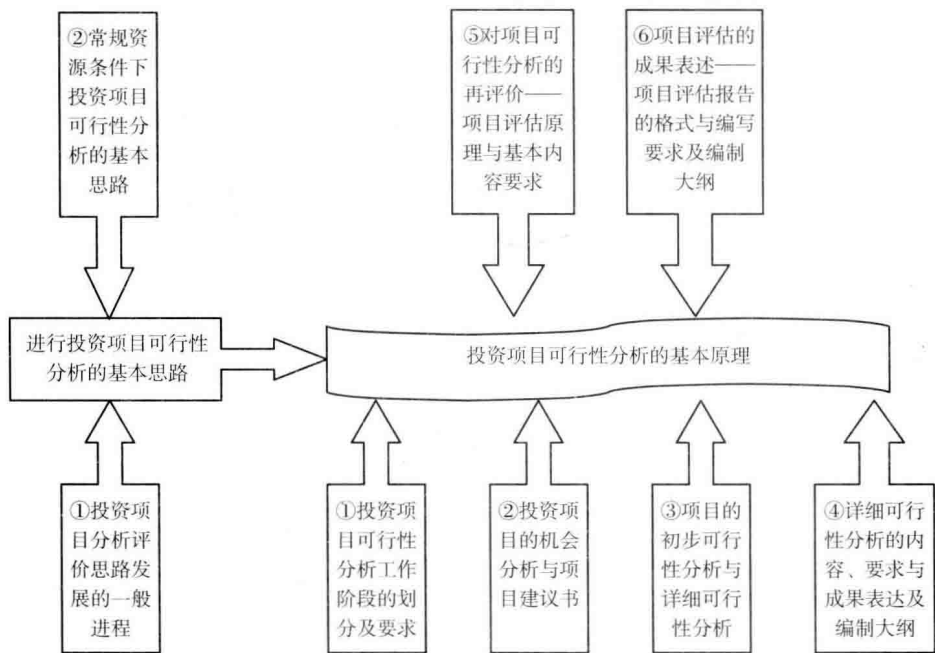 ②常规资
源条件下
投资项目
可行性分
析的基本
思路
⑤对项目可
行性分析的
再评价——
项目评估原
理与基本内
容要求
⑥项目评估的
成果表述——
项目评估报告
的格式与编写
要求及编制
大纲
进行投资项目可行性
分析的基本思路
投资项目可行性分析的基本原理
①投资项
目分析评
价思路发
展的一般
进程
①投资项
目可行性
分析工作
阶段的划
分及要求
②投资项
目的机会
分析与项
目建议书
③项目的
初步可行
性分析与
详细可行
性分析
④详细可行
性分析的内
容、要求与
成果表达及
编制大纲